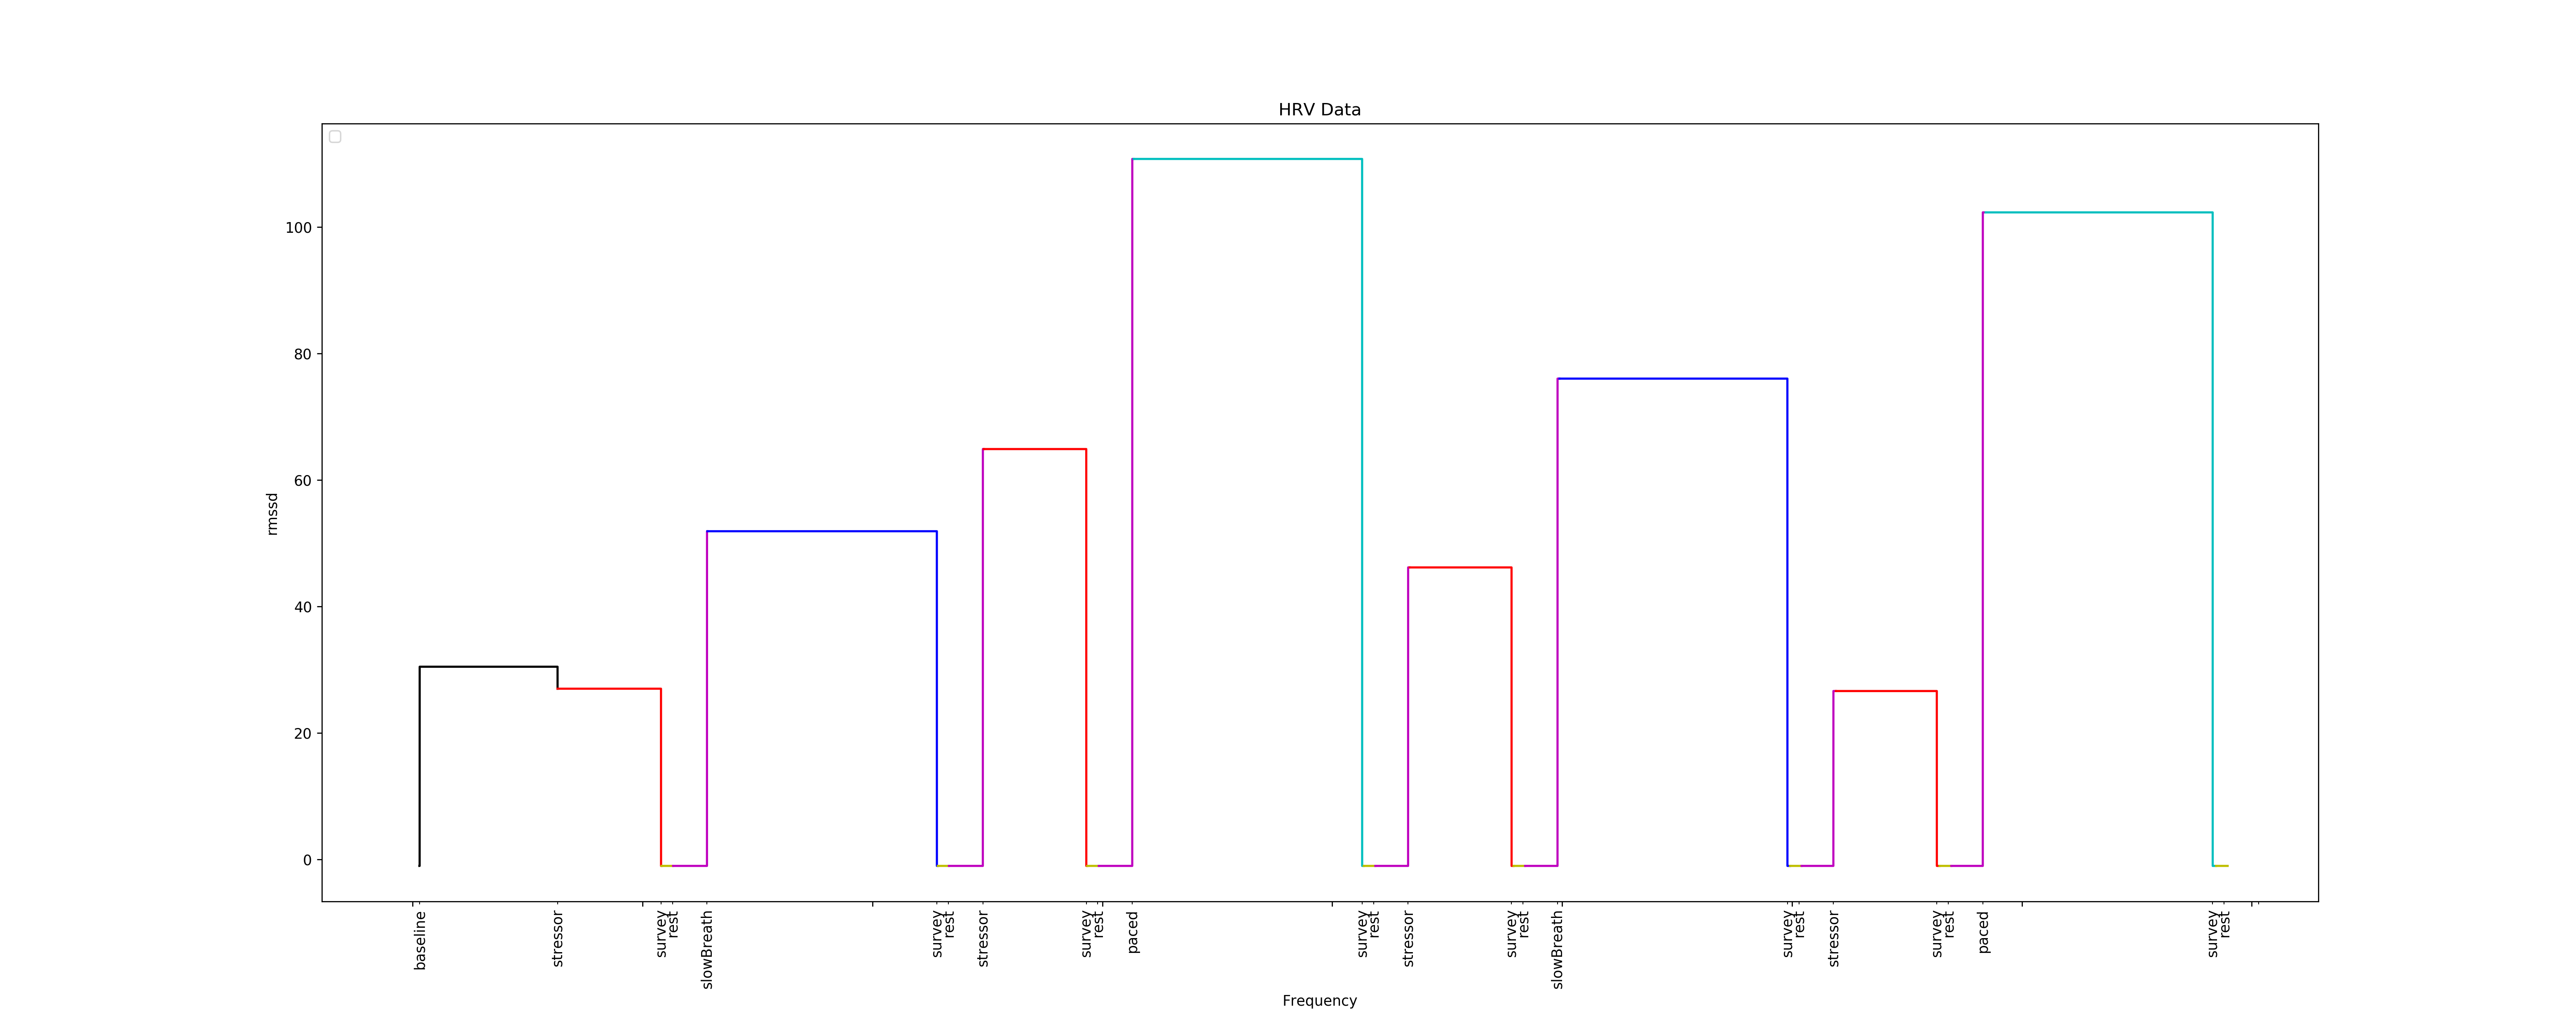 HRV Data
rmssd
100
80
60
40
20
0
baseline
stressor
survey
rest
slowBreath
survey
rest
stressor
survey
rest
paced
survey
rest
stressor
survey
rest
slowBreath
survey
rest
stressor
survey
rest
paced
survey
rest
Frequency